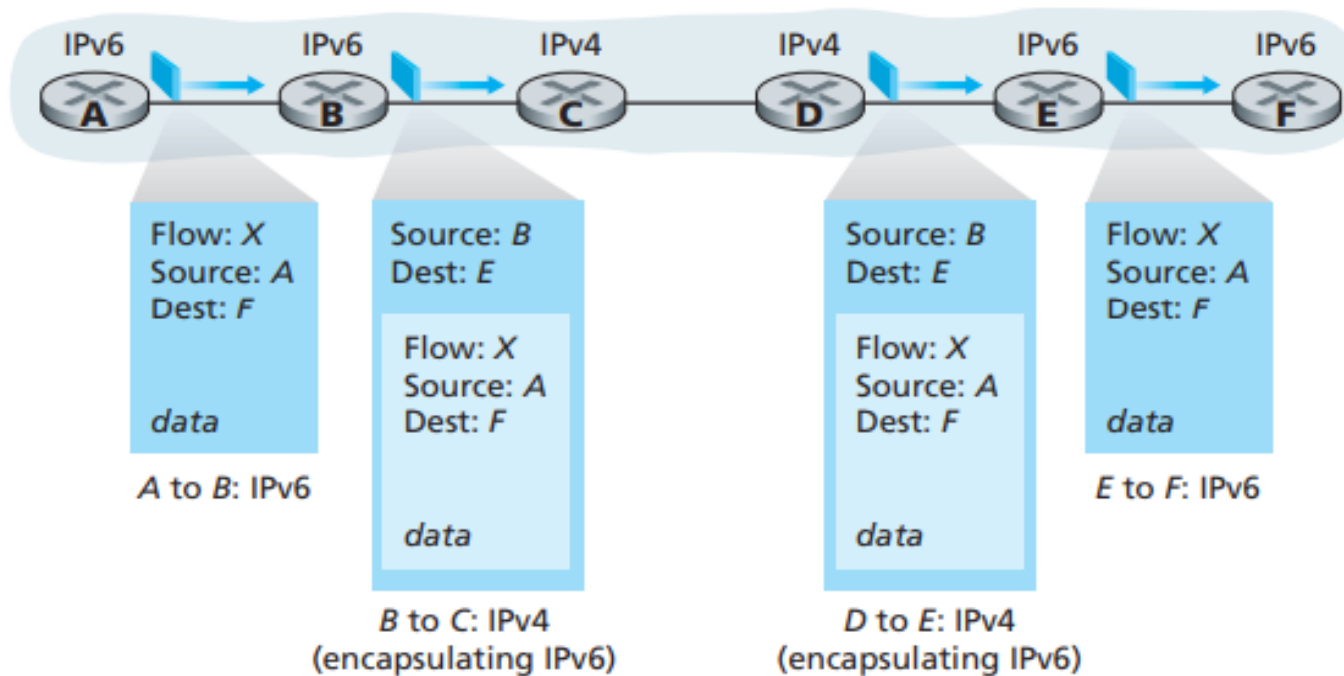 IPv6
IPv6
IPv4
IPv4
IPv6
IPv6
A
B
C
D
E
F
Flow: X
Source: A
Dest: F
data
A to B: IPv6
Source: B
Dest: E
Flow: X
Source: A
Dest: F
data
B to C: IPv4
(encapsulating IPv6)
Source: B
Dest: E
Flow: X
Source: A
Dest: F
data
D to E: IPv4
(encapsulating IPv6)
Flow: X
Source: A
Dest: F
data
E to F: IPv6